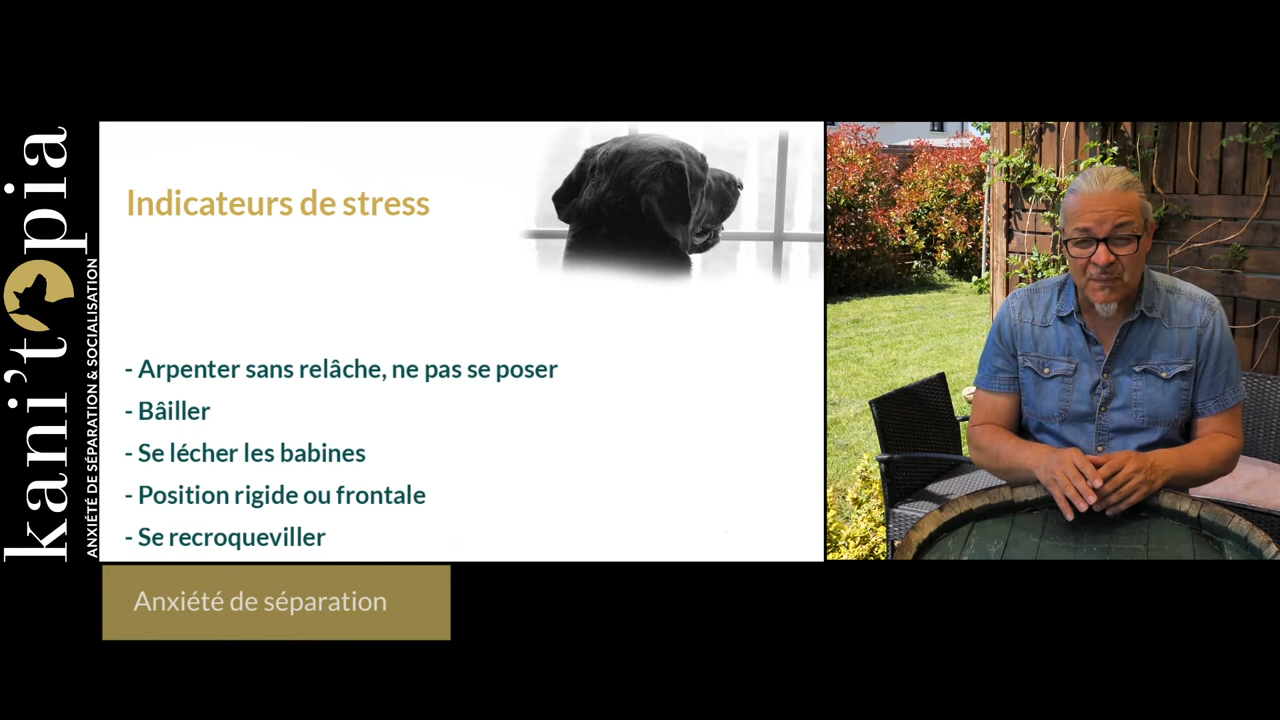 kani't pia
ANXIÉTÉ DE SÉPARATION & SOCIALISATION
Indicateurs de stress
- Arpenter sans relâche, ne pas se poser
- Bâiller
- Se lécher les babines
- Position rigide ou frontale
- Se recroqueviller
Anxiété de séparation